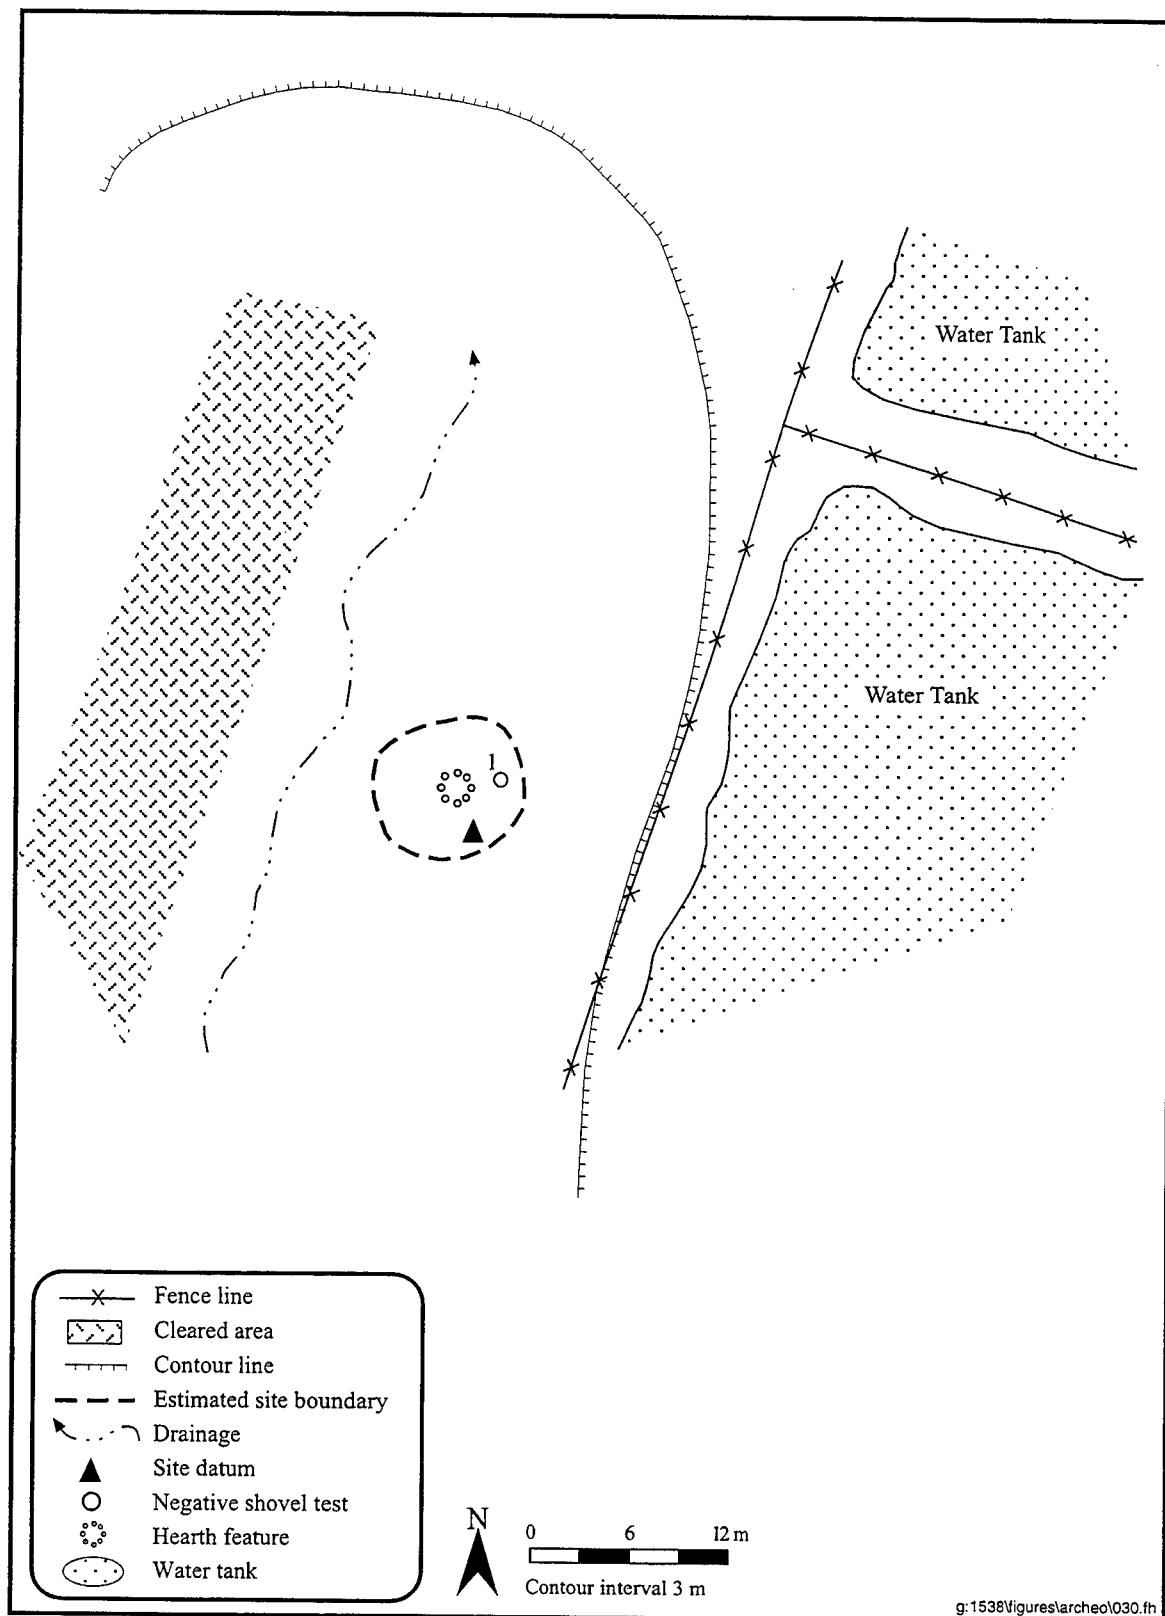 Water Tank
Water Tank
1
Fence line
Cleared area
Contour line
Estimated site boundary
Drainage
Site datum
Negative shovel test
Hearth feature
Water tank
N
0 6 12 m
Contour interval 3 m
g:1538\figures\archeo\030.fh